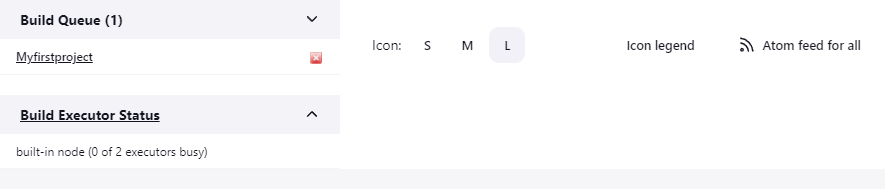 Build Queue (1)
Myfirstproject
Build Executor Status
built-in node (0 of 2 executors busy)
Icon: S M L Icon legend Atom feed for all